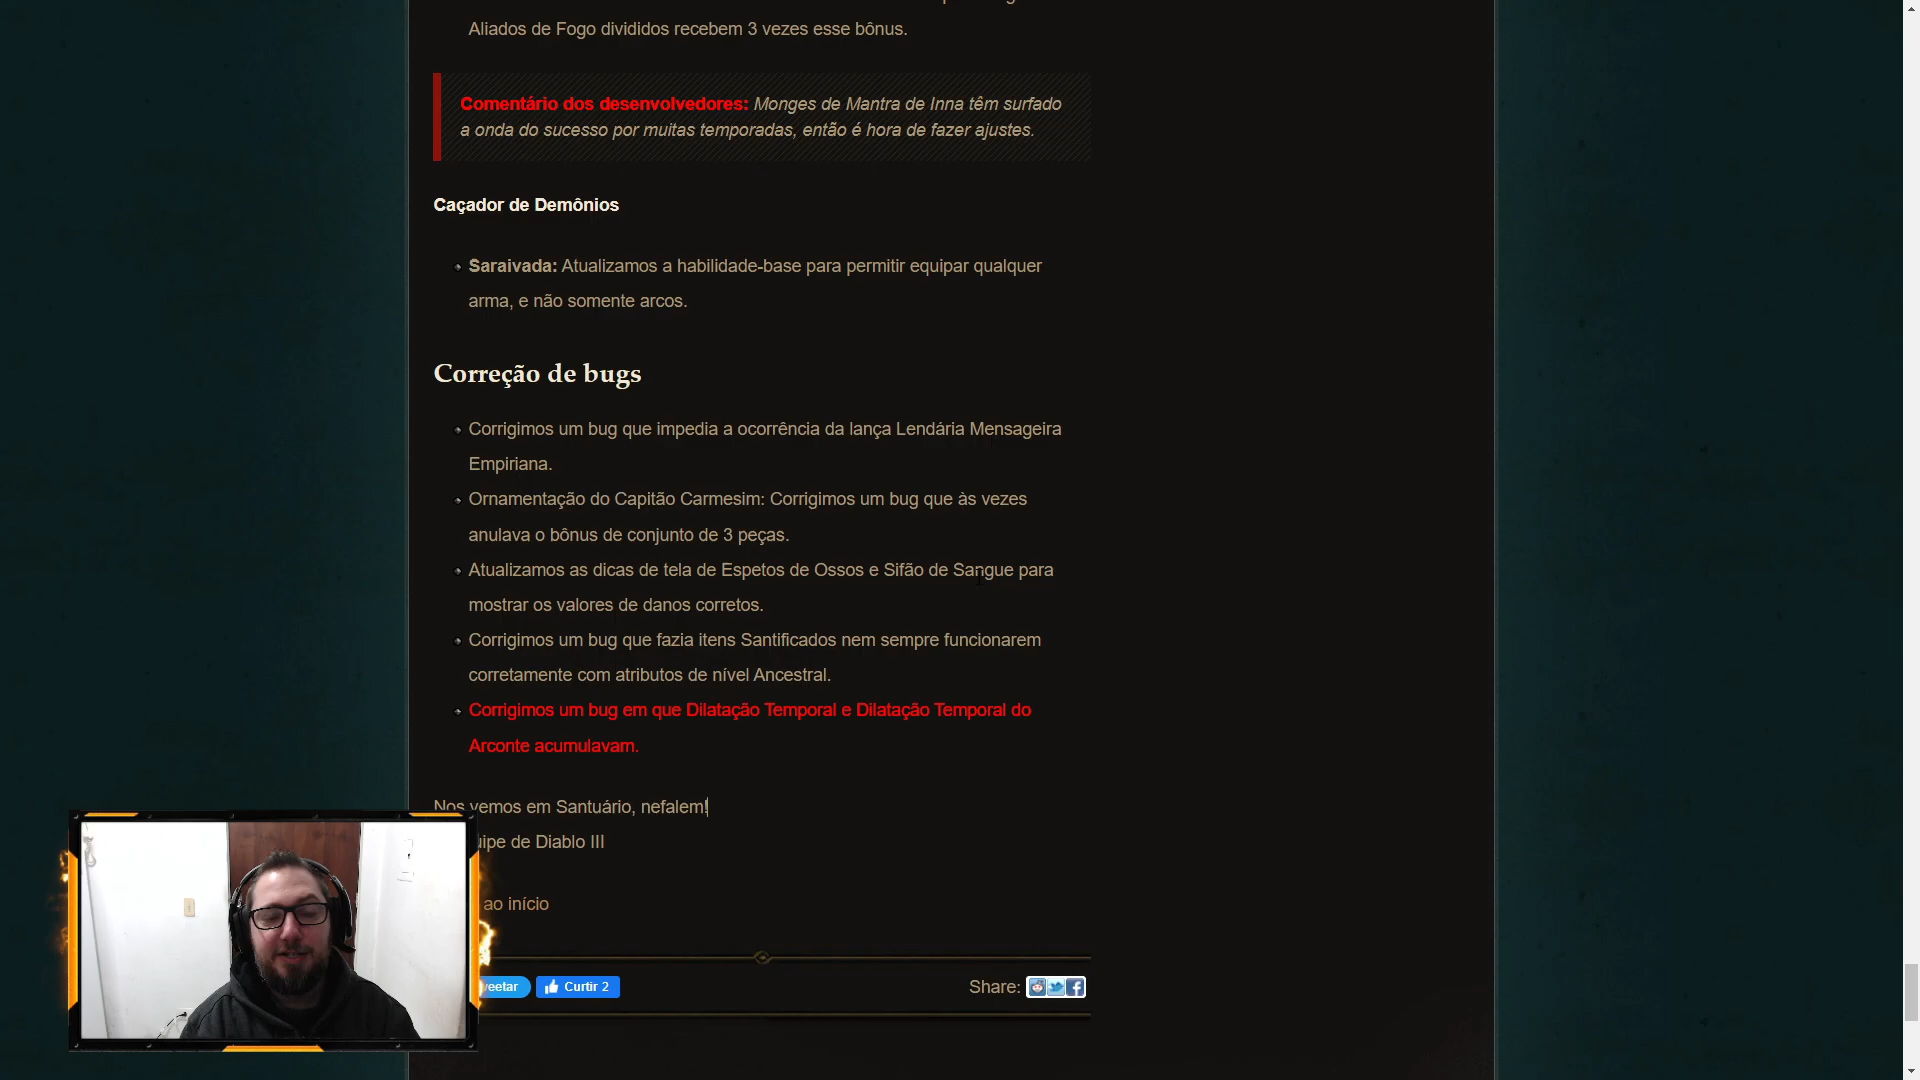 Aliados de Fogo divididos recebem 3 vezes esse bônus.
Comentário dos desenvolvedores: Monges de Mantra de Inna têm surfado
a onda do sucesso por muitas temporadas, então é hora de fazer ajustes.
Caçador de Demônios
Saraivada: Atualizamos a habilidade-base para permitir equipar qualquer
arma, e não somente arcos.
Correção de bugs
Corrigimos um bug que impedia a ocorrência da lança Lendária Mensageira
Empiriana.
Ornamentação do Capitão Carmesim: Corrigimos um bug que às vezes
anulava o bônus de conjunto de 3 peças.
Atualizamos as dicas de tela de Espetos de Ossos e Sifão de Sangue para
mostrar os valores de danos corretos.
Corrigimos um bug que fazia itens Santificados nem sempre funcionarem
corretamente com atributos de nível Ancestral.
Corrigimos um bug em que Dilatação Temporal e Dilatação Temporal do
Arconte acumulavam.
Nos vemos em Santuário, nefalem!
uipe de Diablo III
ao início
veetar
Curtir 2
Share: